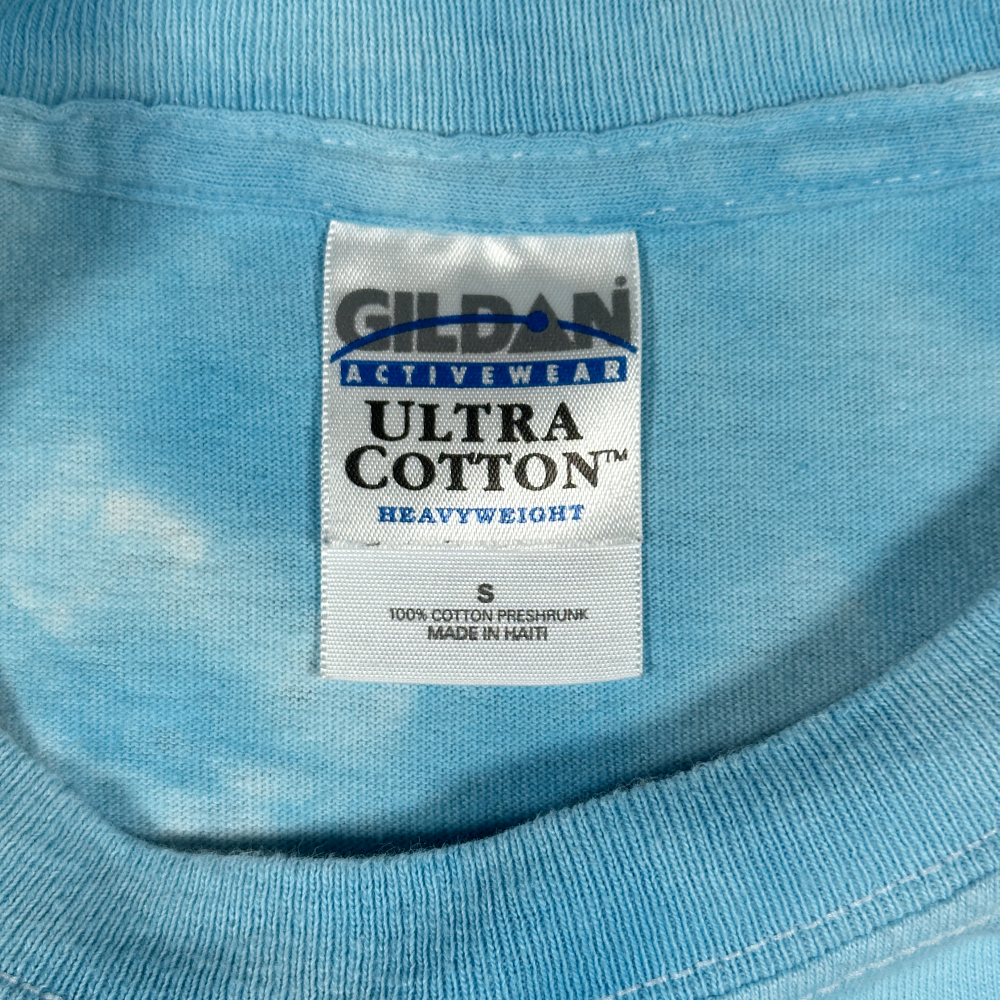 GILDAN
ACTIVEWEAR
ULTRA
COTTON™
HEAVYWEIGHT
S
100% COTTON PRESHRUNK
MADE IN HAITI